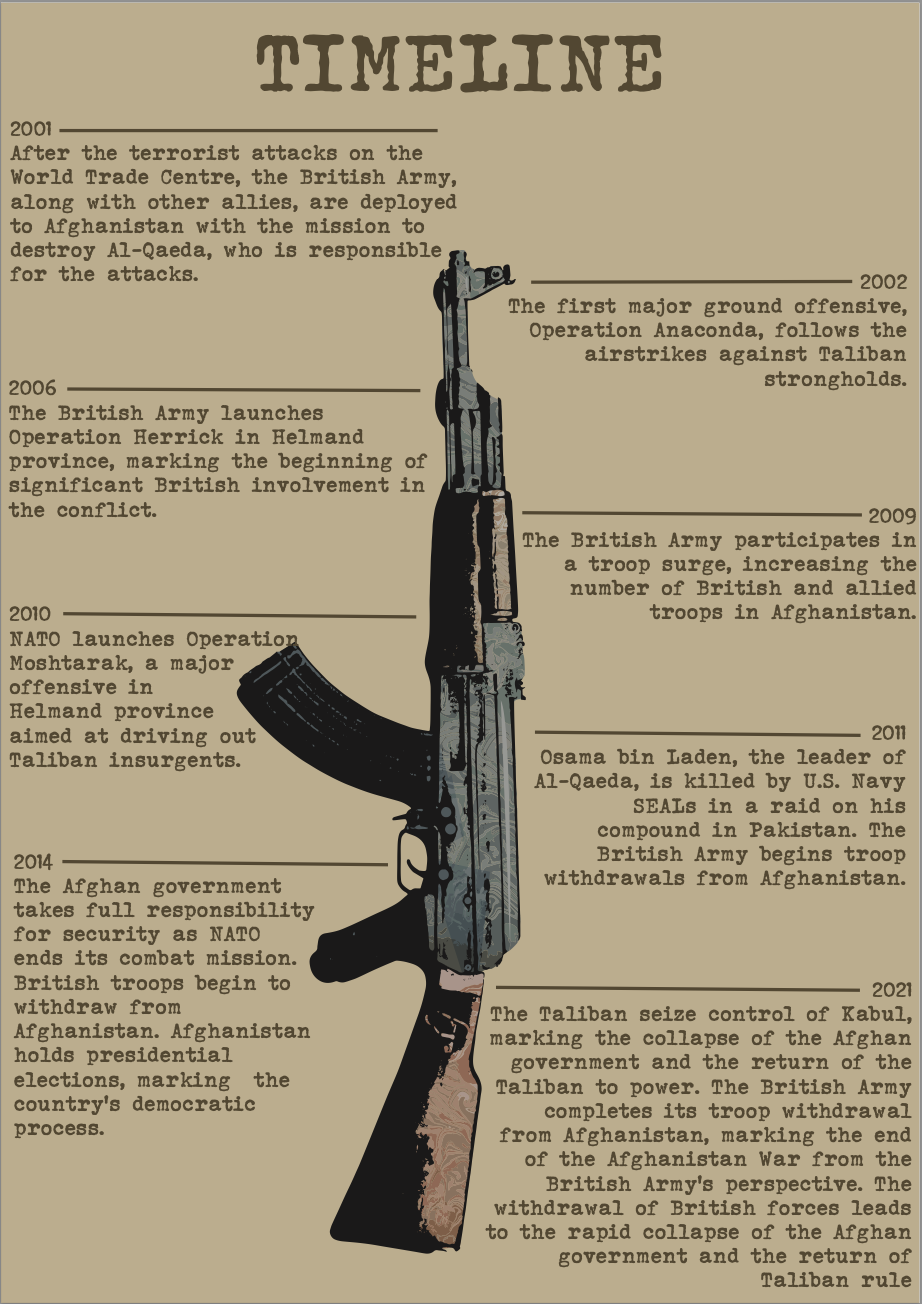 TIMELINE
2001
After the terrorist attacks on the
World Trade Centre, the British Army,
along with other allies, are deployed
to Afghanistan with the mission to
destroy Al-Qaeda, who is responsible
for the attacks.
2002
The first major ground offensive,
Operation Anaconda, follows the
airstrikes against Taliban
strongholds.
2006
The British Army launches
Operation Herrick in Helmand
province, marking the beginning of
significant British involvement in
the conflict.
2009
The British Army participates in
a troop surge, increasing the
number of British and allied
troops in Afghanistan.
2010
NATO launches Operation
Moshtarak, a major
offensive in
Helmand province
aimed at driving out
Taliban insurgents.
2011
Osama bin Laden, the leader of
Al-Qaeda, is killed by U.S. Navy
SEALs in a raid on his
compound in Pakistan. The
British Army begins troop
withdrawals from Afghanistan.
2014
The Afghan government
takes full responsibility
for security as NATO
ends its combat mission.
British troops begin to
withdraw from
Afghanistan. Afghanistan
holds presidential
elections, marking  the
country's democratic
process.
2021
The Taliban seize control of Kabul,
marking the collapse of the Afghan
government and the return of the
Taliban to power. The British Army
completes its troop withdrawal
from Afghanistan, marking the end
of the Afghanistan War from the
British Army's perspective. The
withdrawal of British forces leads
to the rapid collapse of the Afghan
government and the return of
Taliban rule